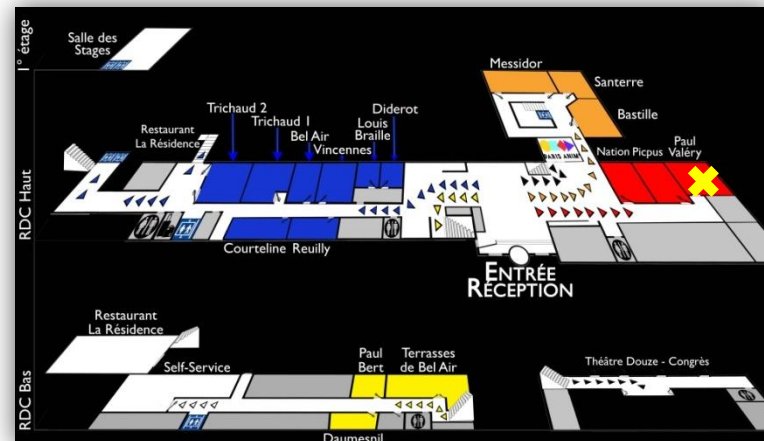 1° étage
Salle des
Stages
Messidor
Santerre
Bastille
Diderot
Trichaud 2
Trichaud 1
Louis
Braille
Bel Air
Vincennes
Restaurant
La Résidence
PARIS ANIM'
Nation Picpus
Paul
Valéry
RDC Haut
Courteline Reuilly
ENTRÉE
RÉCEPTION
Restaurant
La Résidence
Self-Service
Paul
Bert
Terrasses
de Bel Air
Théâtre Douze - Congrès
RDC Bas
Daumesnil